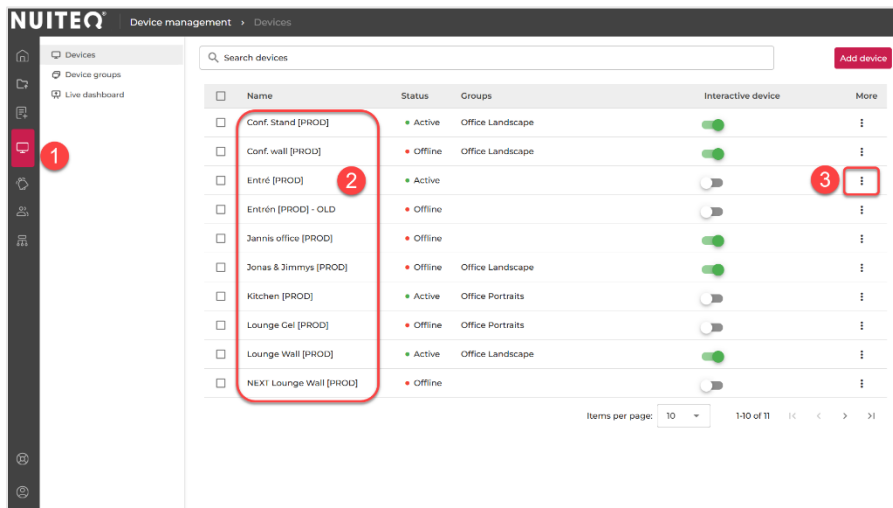 NUITEQ Device management › Devices
Devices
Device groups
Live dashboard
Search devices
Add device
Name Status Groups Interactive device More
Conf. Stand [PROD] Active Office Landscape
Conf. wall [PROD] Offline Office Landscape
Entré [PROD] Active
Entrén [PROD] - OLD Offline
Jannis office [PROD] Offline
Jonas & Jimmys [PROD] Offline Office Landscape
Kitchen [PROD] Active Office Portraits
Lounge Gel [PROD] Offline Office Portraits
Lounge Wall [PROD] Active Office Landscape
NEXT Lounge Wall [PROD] Offline
Items per page: 10 1-10 of 11
1
2
3